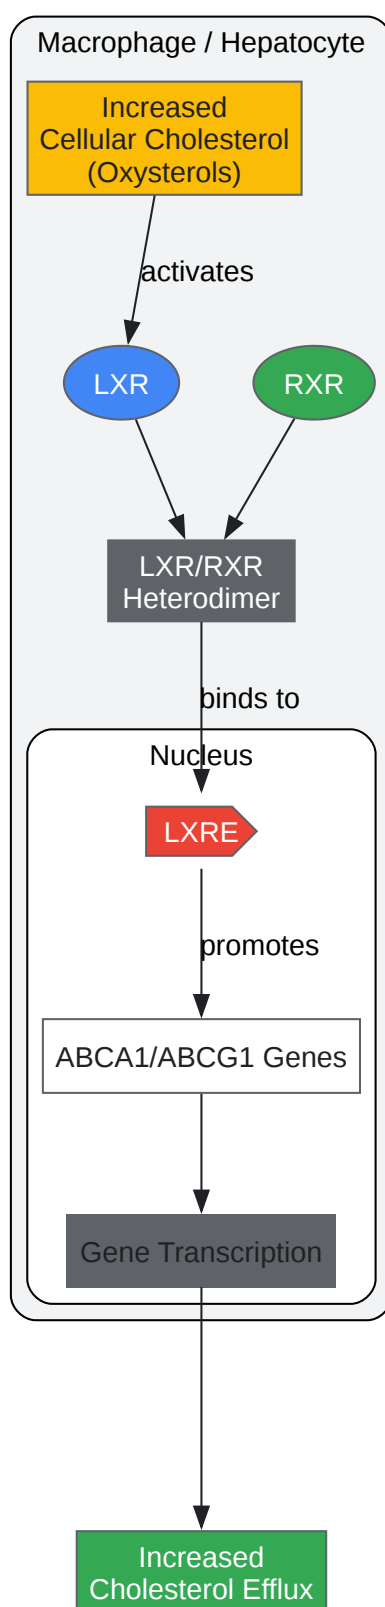 Macrophage / Hepatocyte
Increased
Cellular Cholesterol
(Oxysterols)
activates
LXR
RXR
LXR/RXR
Heterodimer
binds to
Nucleus
LXRE
promotes
ABCA1/ABCG1 Genes
Gene Transcription
Increased
Cholesterol Efflux